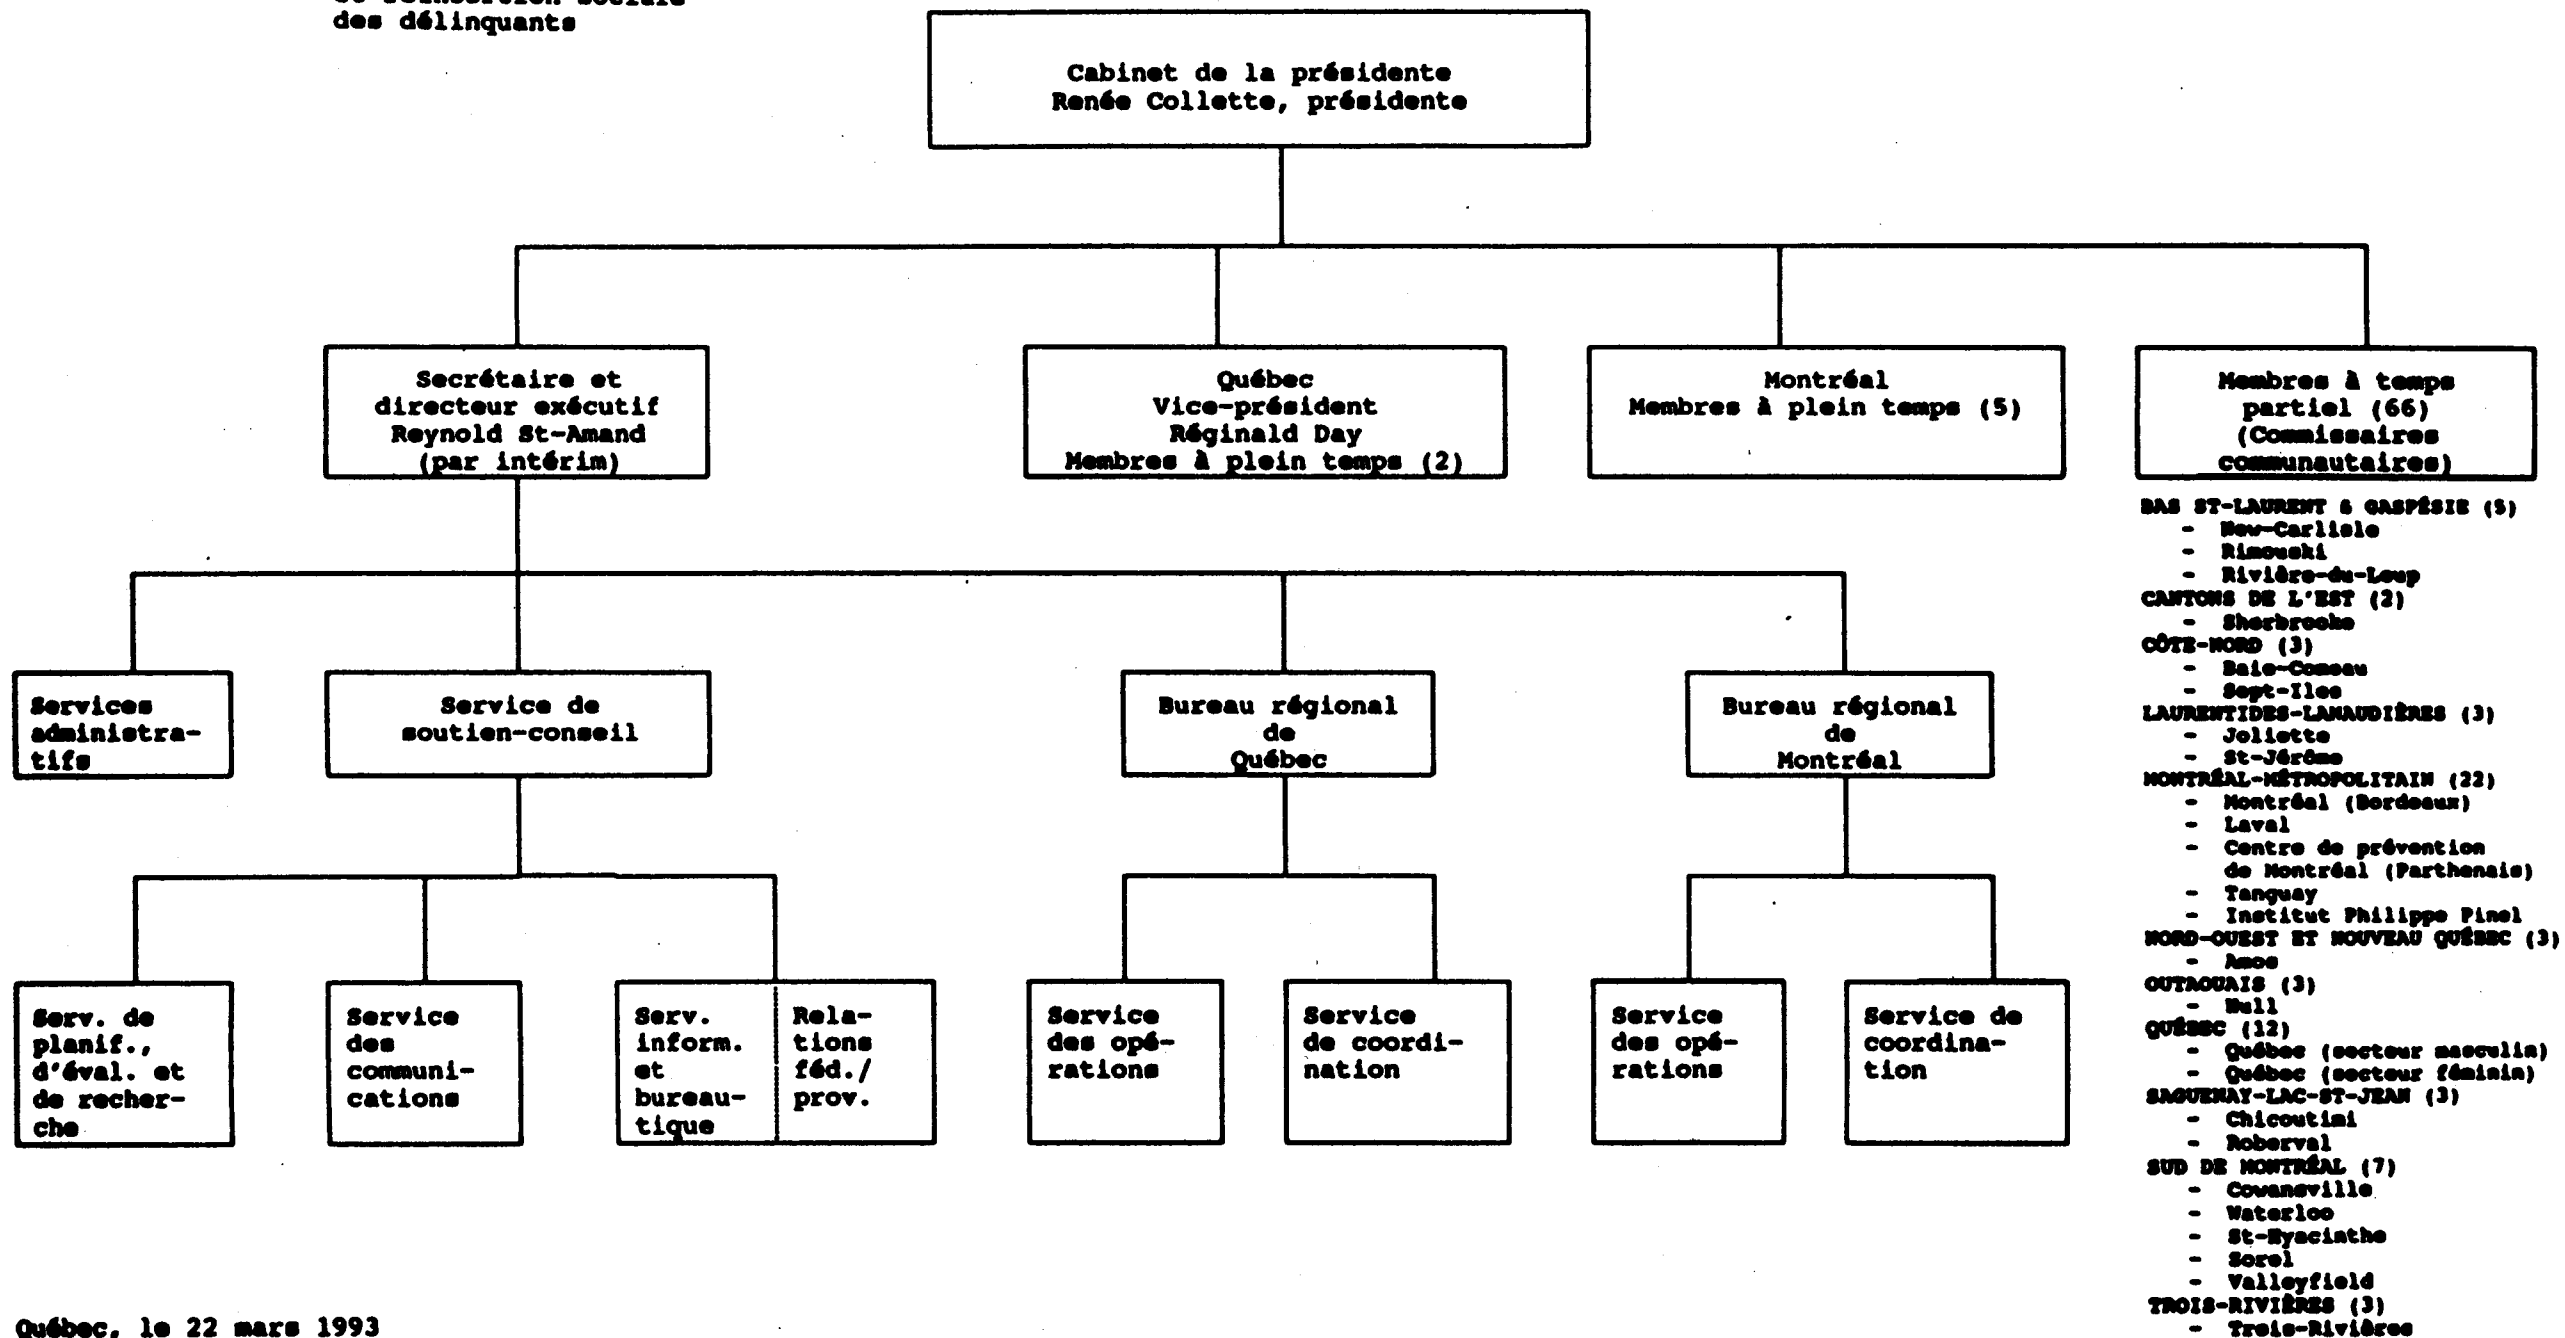 des délinquants
Cabinet de la présidente
Renée Collette, présidente
Secrétaire et
directeur exécutif
Reynold St-Amand
(par intérim)
Québec
Vice-président
Réginald Day
Membres à plein temps (2)
Montréal
Membres à plein temps (5)
Membres à temps
partiel (66)
(Commissaires
communautaires)
BAS ST-LAURENT & GASPÉSIE (5)
- New-Carlisle
- Rimouski
- Rivière-du-Loup
CANTONS DE L'EST (2)
- Sherbrooke
CÔTE-NORD (3)
- Baie-Comeau
- Sept-Iles
LAURENTIDES-LANAUDIÈRES (3)
- Joliette
- St-Jérôme
MONTRÉAL-MÉTROPOLITAIN (22)
- Montréal (Bordeaux)
- Laval
- Centre de prévention
de Montréal (Parthenais)
- Tanguay
- Institut Philippe Pinel
NORD-OUEST ET NOUVEAU QUÉBEC (3)
- Amos
OUTAOUAIS (3)
- Hull
QUÉBEC (12)
- Québec (secteur masculin)
- Québec (secteur féminin)
SAGUENAY-LAC-ST-JEAN (3)
- Chicoutimi
- Roberval
SUD DE MONTRÉAL (7)
- Cowansville
- Waterloo
- St-Hyacinthe
- Sorel
- Valleyfield
TROIS-RIVIÈRES (3)
- Trois-Rivières
Services
administra-
tifs
Service de
soutien-conseil
Bureau régional
de
Québec
Bureau régional
de
Montréal
Serv. de
planif.,
d'éval. et
de recher-
che
Service
des
communi-
cations
Serv.
inform.
et
bureau-
tique
Rela-
tions
féd./
prov.
Service
des opé-
rations
Service
de coordi-
nation
Service
des opé-
rations
Service de
coordina-
tion
Québec, le 22 mars 1993